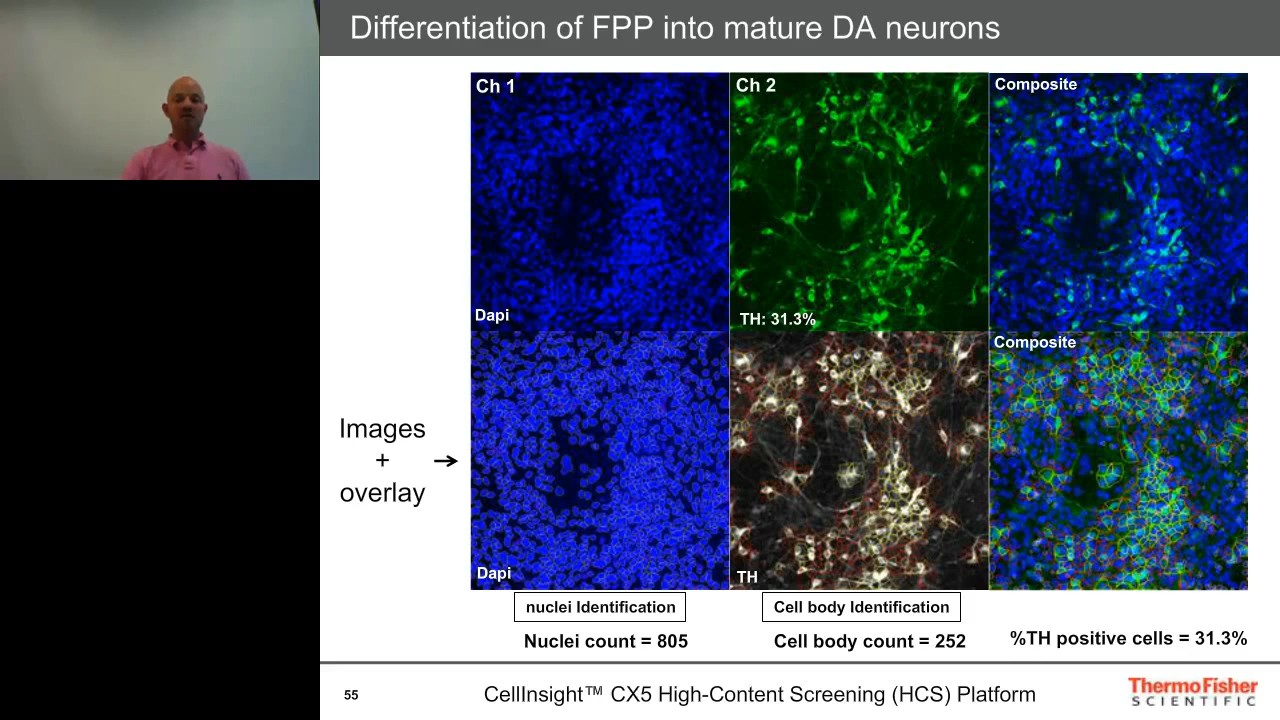 Differentiation of FPP into mature DA neurons
Ch 1
Ch 2
Composite
Dapi
TH: 31.3%
Composite
Images
+
overlay
Dapi
TH
nuclei Identification
Cell body Identification
Nuclei count = 805
Cell body count = 252
%TH positive cells = 31.3%
55
CellInsight™ CX5 High-Content Screening (HCS) Platform
ThermoFisher
SCIENTIFIC